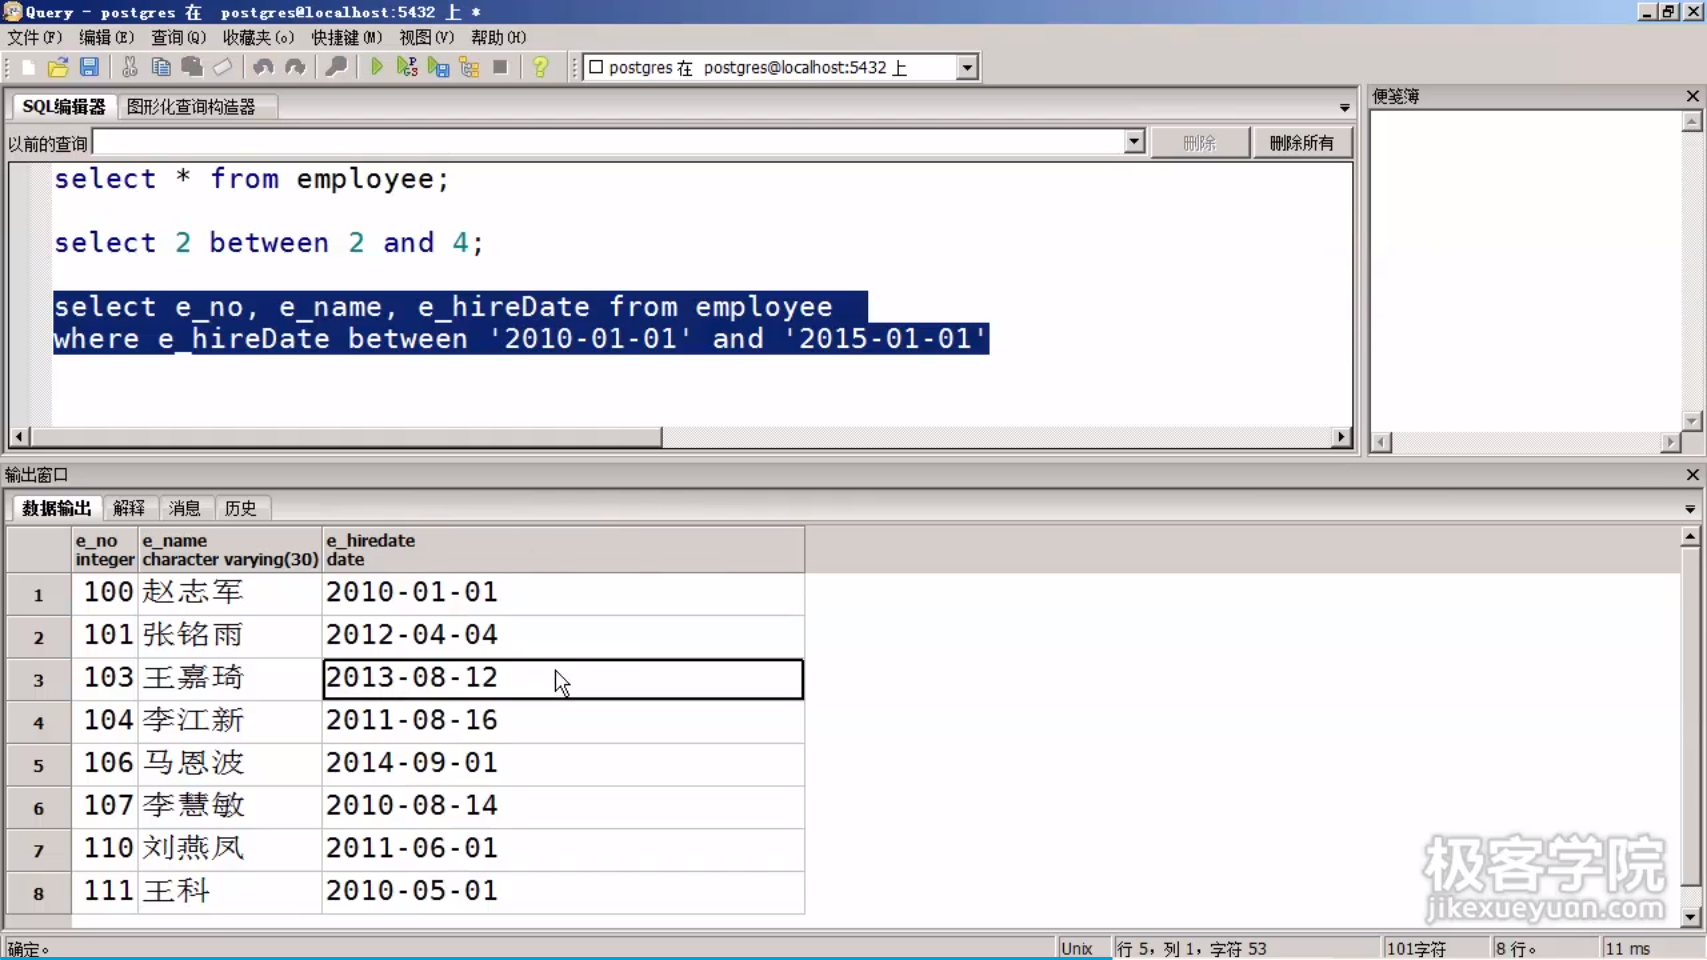 Query - postgres 在 postgres@localhost:5432 上 *
文件(F) 编辑(E) 查询(Q) 收藏夹(o) 快捷键(M) 视图(V) 帮助(H)
postgres 在 postgres@localhost:5432 上
SQL编辑器 图形化查询构造器
便笺簿
以前的查询 删除 删除所有
select * from employee;
select 2 between 2 and 4;
select e_no, e_name, e_hireDate from employee
where e_hireDate between '2010-01-01' and '2015-01-01'
输出窗口
数据输出 解释 消息 历史
e_no e_name e_hiredate
integer character varying(30) date
1 100 赵志军 2010-01-01
2 101 张铭雨 2012-04-04
3 103 王嘉琦 2013-08-12
4 104 李江新 2011-08-16
5 106 马恩波 2014-09-01
6 107 李慧敏 2010-08-14
7 110 刘燕凤 2011-06-01
8 111 王科 2010-05-01
极客学院
jikexueyuan.com
确定。 Unix 行 5, 列 1, 字符 53 101字符 8 行。 11 ms